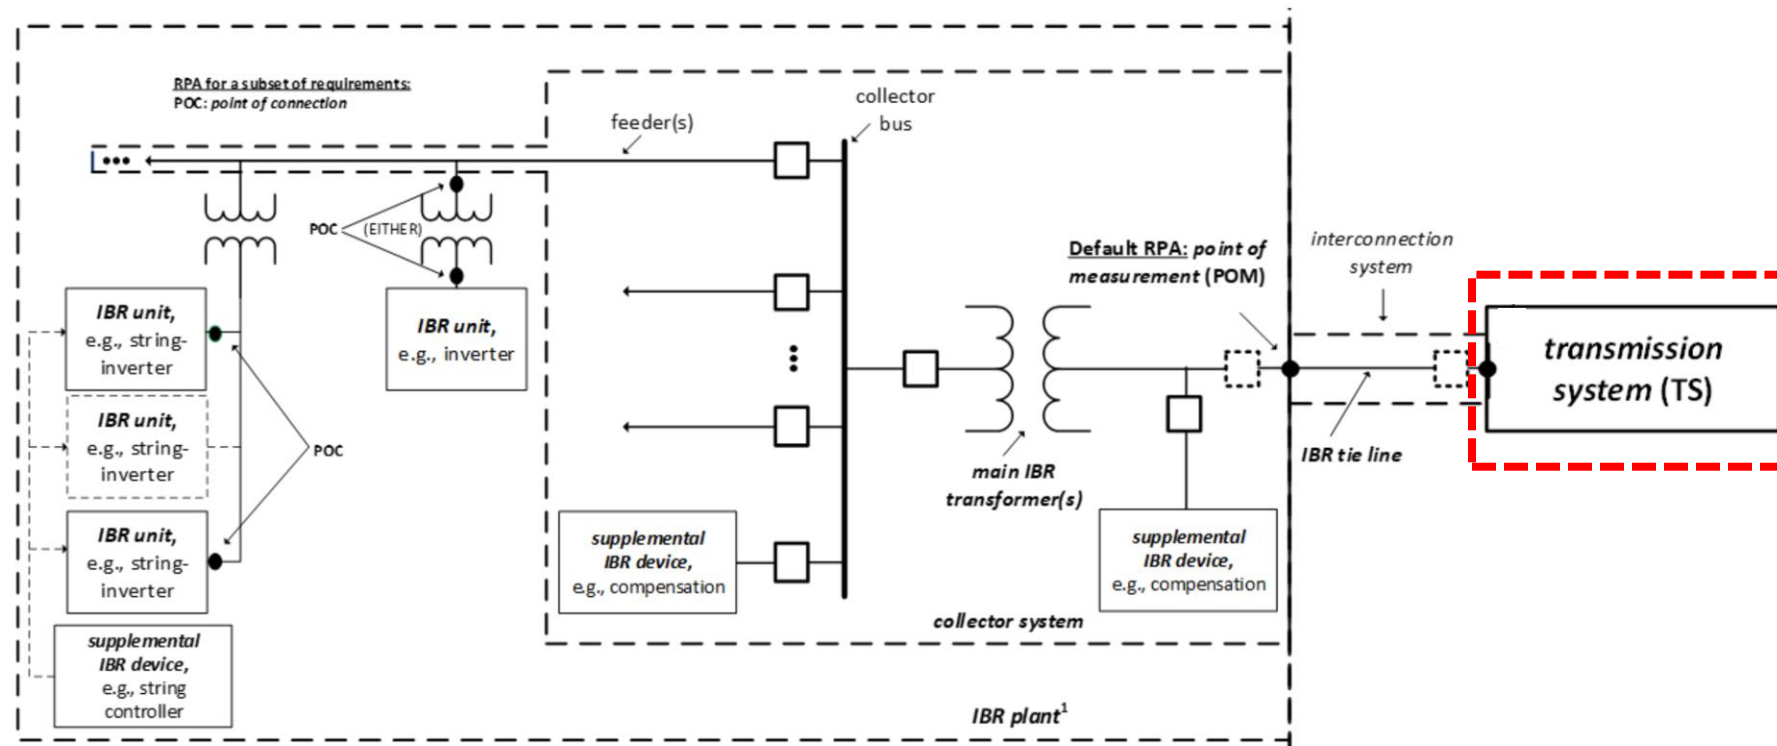 RPA for a subset of requirements:
POC: point of connection
feeder(s)
collector
bus
POC
(EITHER)
IBR unit,
e.g., string-
inverter
IBR unit,
e.g., inverter
IBR unit,
e.g., string-
inverter
POC
IBR unit,
e.g., string-
inverter
supplemental
IBR device,
e.g., string
controller
supplemental
IBR device,
e.g., compensation
main IBR
transformer(s)
Default RPA: point of
measurement (POM)
supplemental
IBR device,
e.g., compensation
collector system
IBR plant1
interconnection
system
IBR tie line
transmission
system (TS)